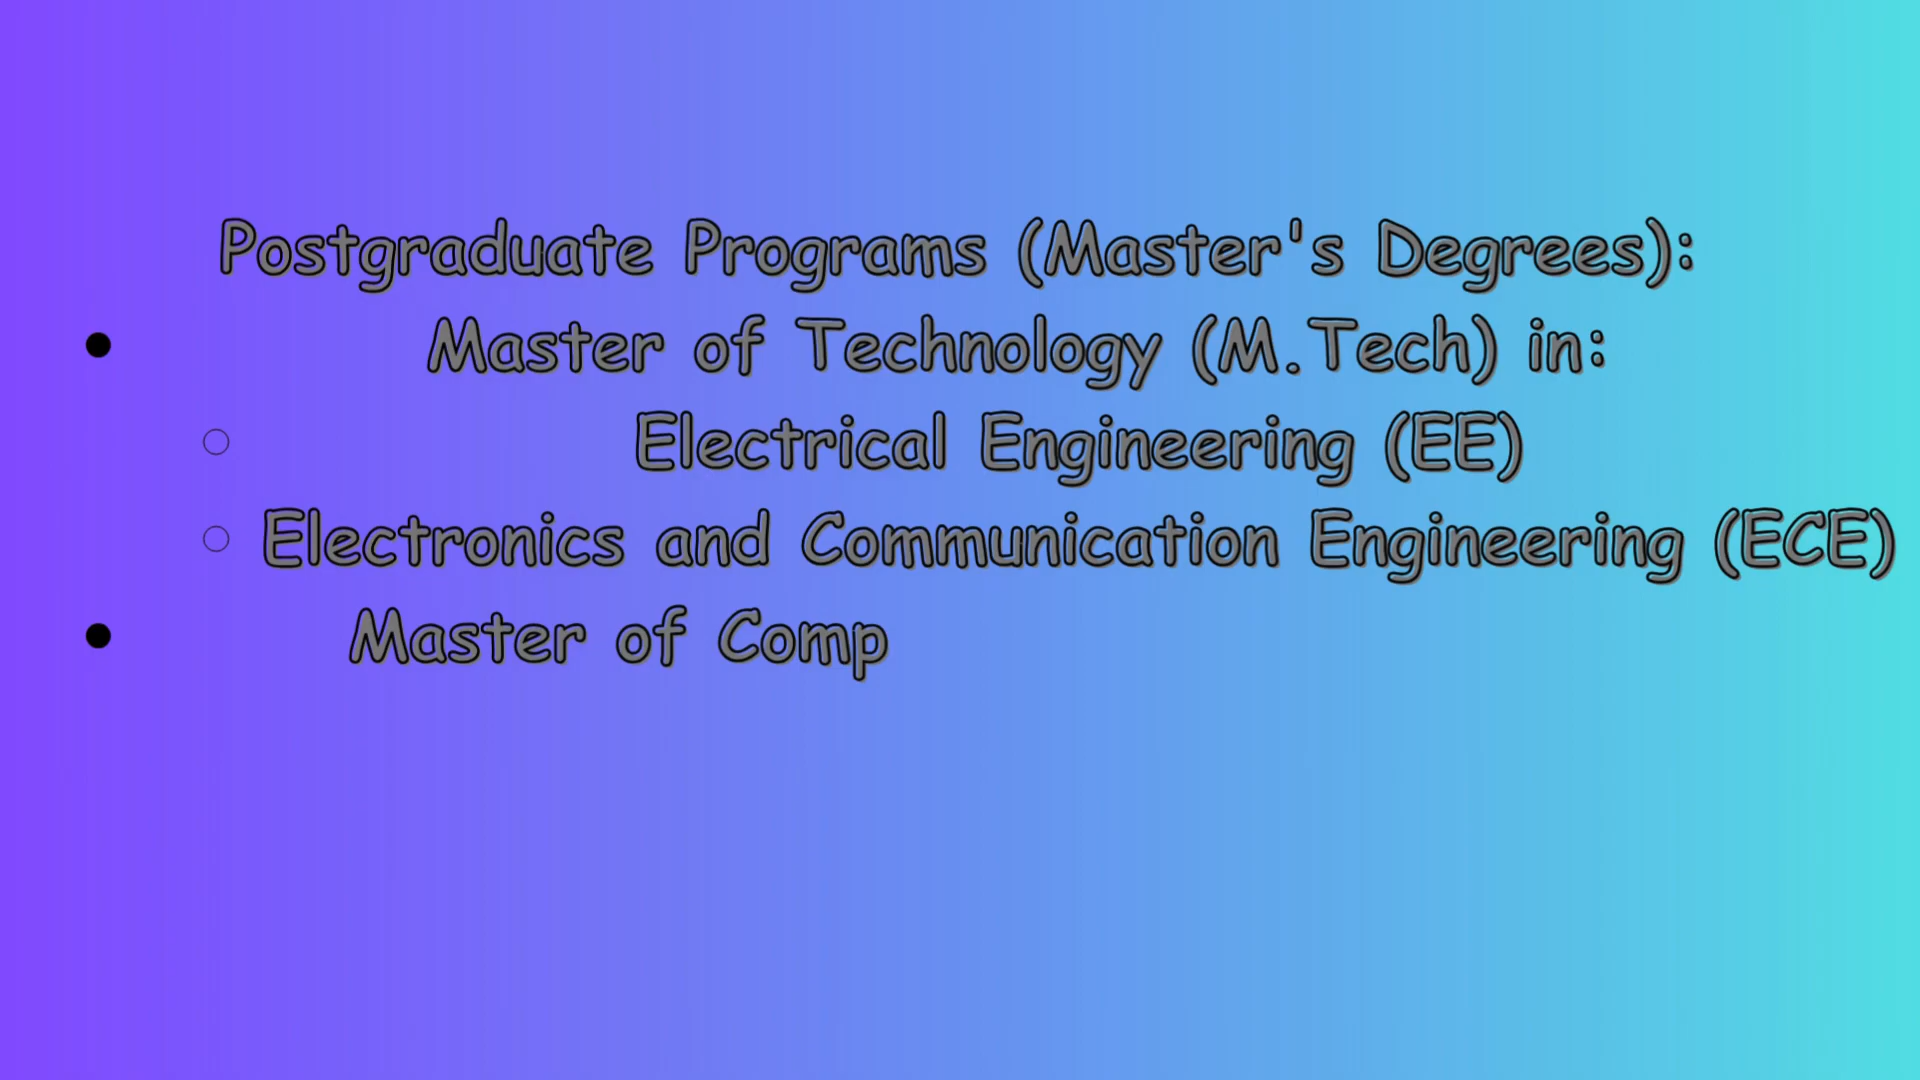 Postgraduate Programs (Master's Degrees):
● Master of Technology (M.Tech) in:
○ Electrical Engineering (EE)
○ Electronics and Communication Engineering (ECE)
● Master of Comp